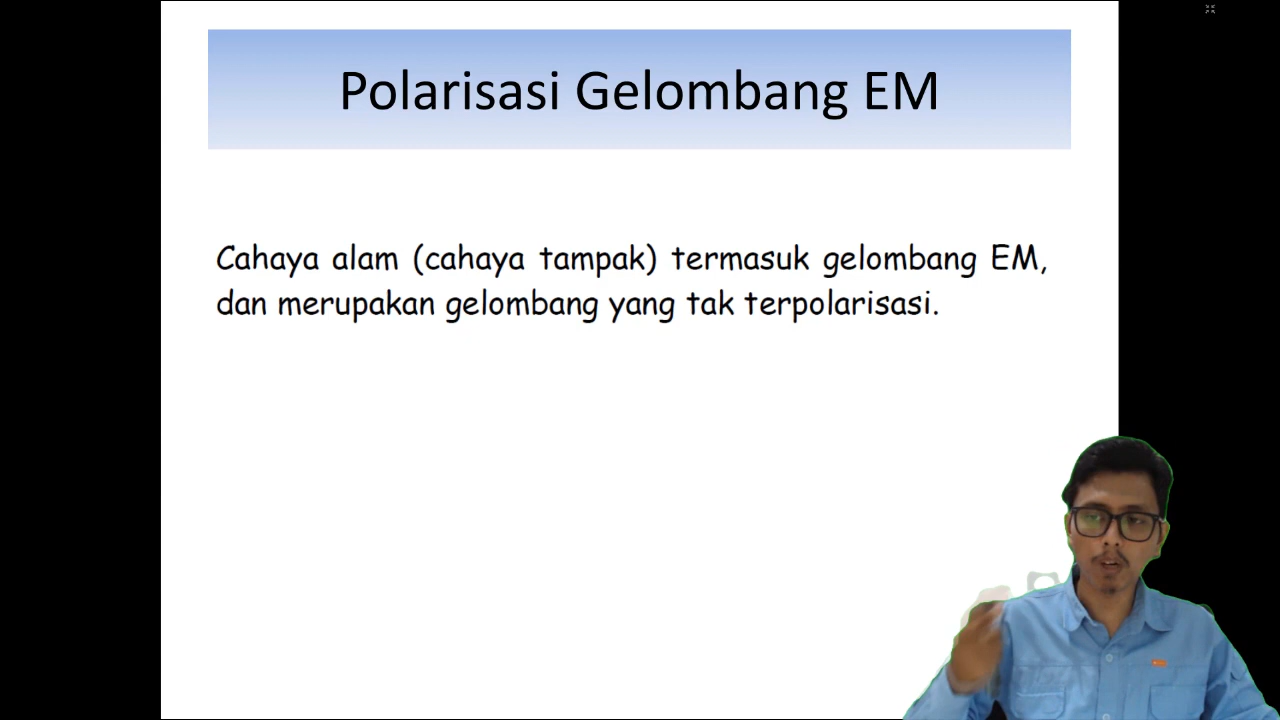 Polarisasi Gelombang EM
Cahaya alam (cahaya tampak) termasuk gelombang EM,
dan merupakan gelombang yang tak terpolarisasi.